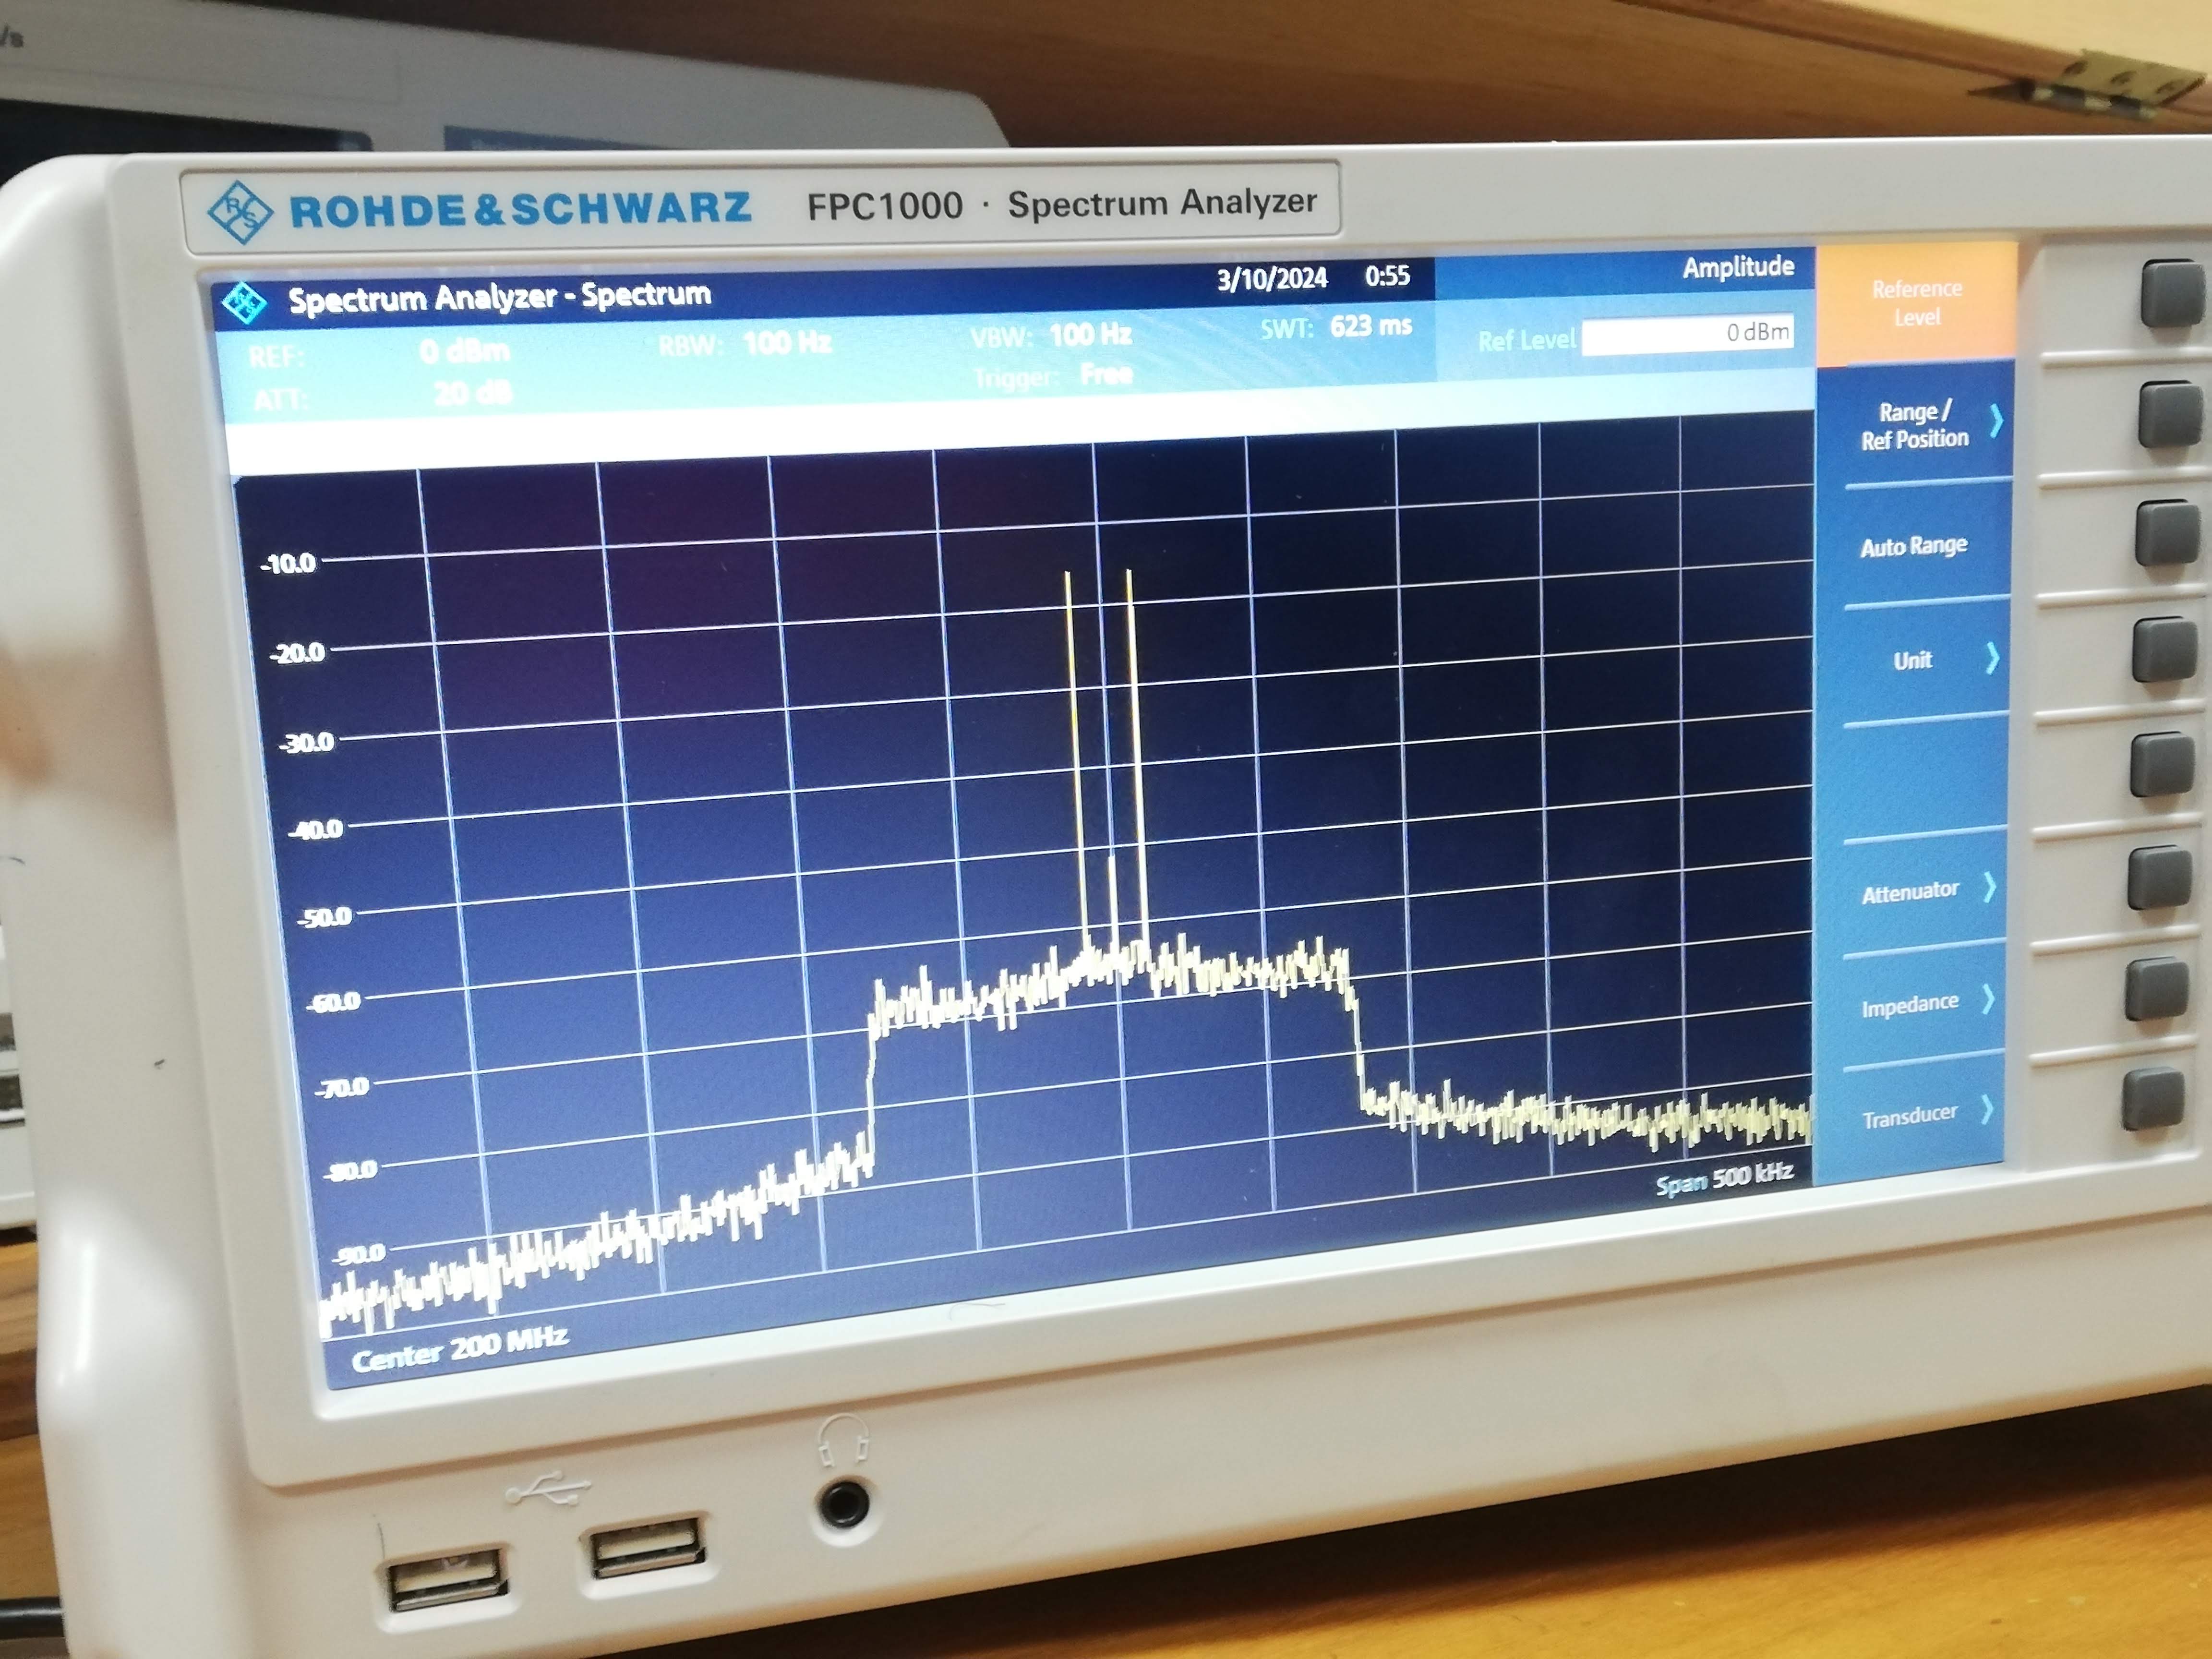 /s
ROHDE & SCHWARZ FPC1000 · Spectrum Analyzer
Spectrum Analyzer - Spectrum 3/10/2024 0:55 Amplitude
REF: 0 dBm RBW: 100 Hz VBW: 100 Hz SWT: 623 ms Ref Level 0 dBm
ATT: 20 dB Trigger: Free
Reference
Level
Range /
Ref Position
Auto Range
Unit
Attenuator
Impedance
Transducer
-10.0
-20.0
-30.0
-40.0
-50.0
-60.0
-70.0
-80.0
-90.0
Center 200 MHz Span 500 kHz